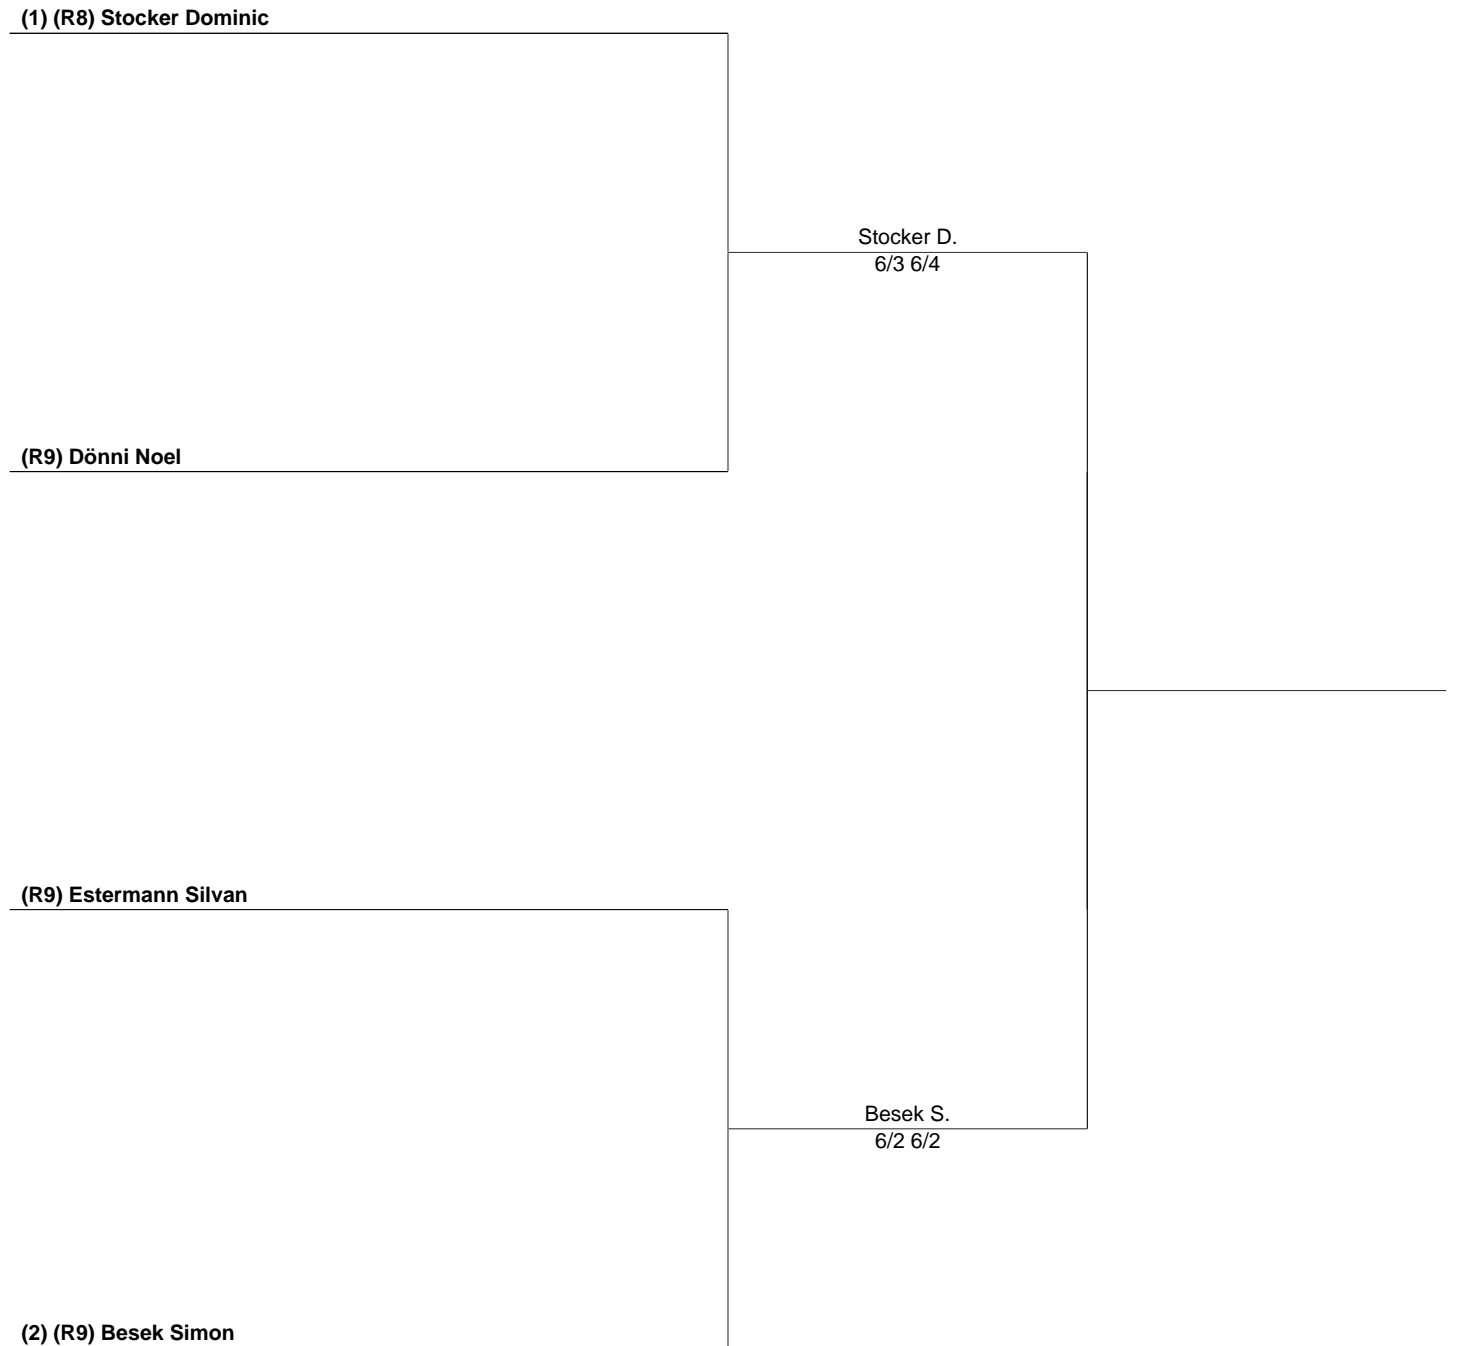 (1) (R8) Stocker Dominic
Stocker D.
6/3 6/4
(R9) Dönni Noel
(R9) Estermann Silvan
Besek S.
6/2 6/2
(2) (R9) Besek Simon